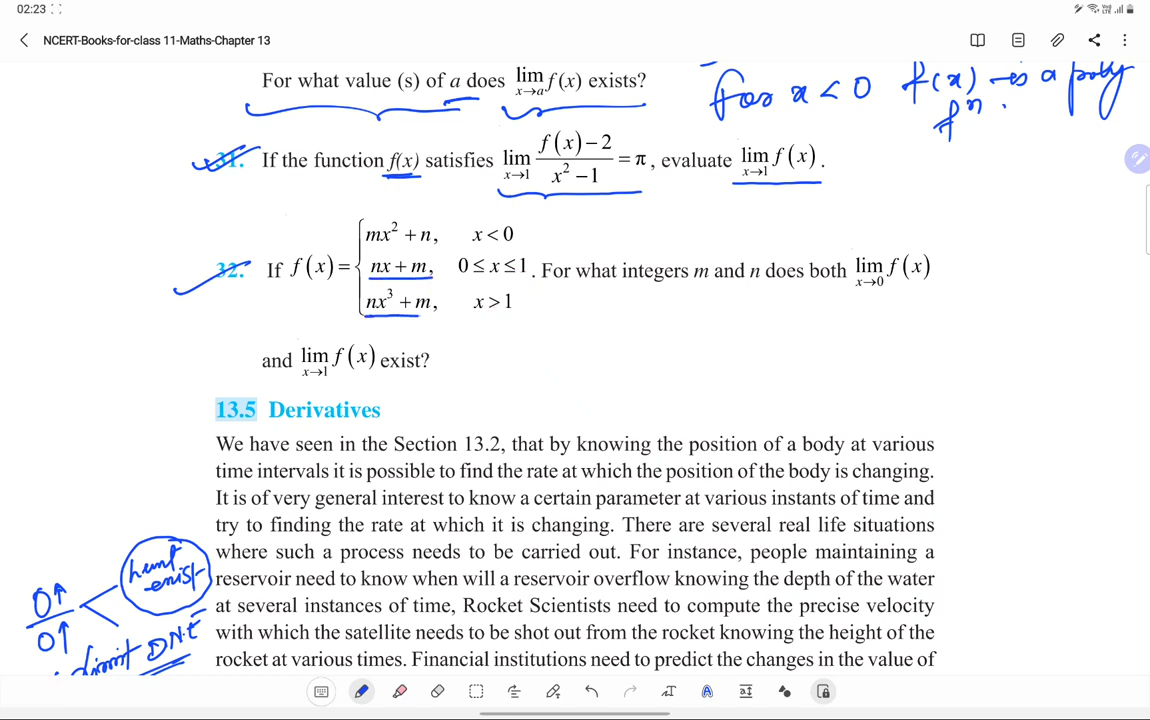 02:23
NCERT-Books-for-class 11-Maths-Chapter 13
For what value (s) of a does lim x→a f(x) exists?
for x < 0 f(x) is a poly
fⁿ.
31. If the function f(x) satisfies lim x→1 (f(x) − 2)/(x² − 1) = π, evaluate lim x→1 f(x).
32. If f(x) = { mx² + n, x < 0
nx + m, 0 ≤ x ≤ 1 . For what integers m and n does both lim x→0 f(x)
nx³ + m, x > 1
and lim x→1 f(x) exist?
13.5 Derivatives
We have seen in the Section 13.2, that by knowing the position of a body at various
time intervals it is possible to find the rate at which the position of the body is changing.
It is of very general interest to know a certain parameter at various instants of time and
try to finding the rate at which it is changing. There are several real life situations
where such a process needs to be carried out. For instance, people maintaining a
reservoir need to know when will a reservoir overflow knowing the depth of the water
at several instances of time, Rocket Scientists need to compute the precise velocity
with which the satellite needs to be shot out from the rocket knowing the height of the
rocket at various times. Financial institutions need to predict the changes in the value of
0↑/0↑
limit DNE